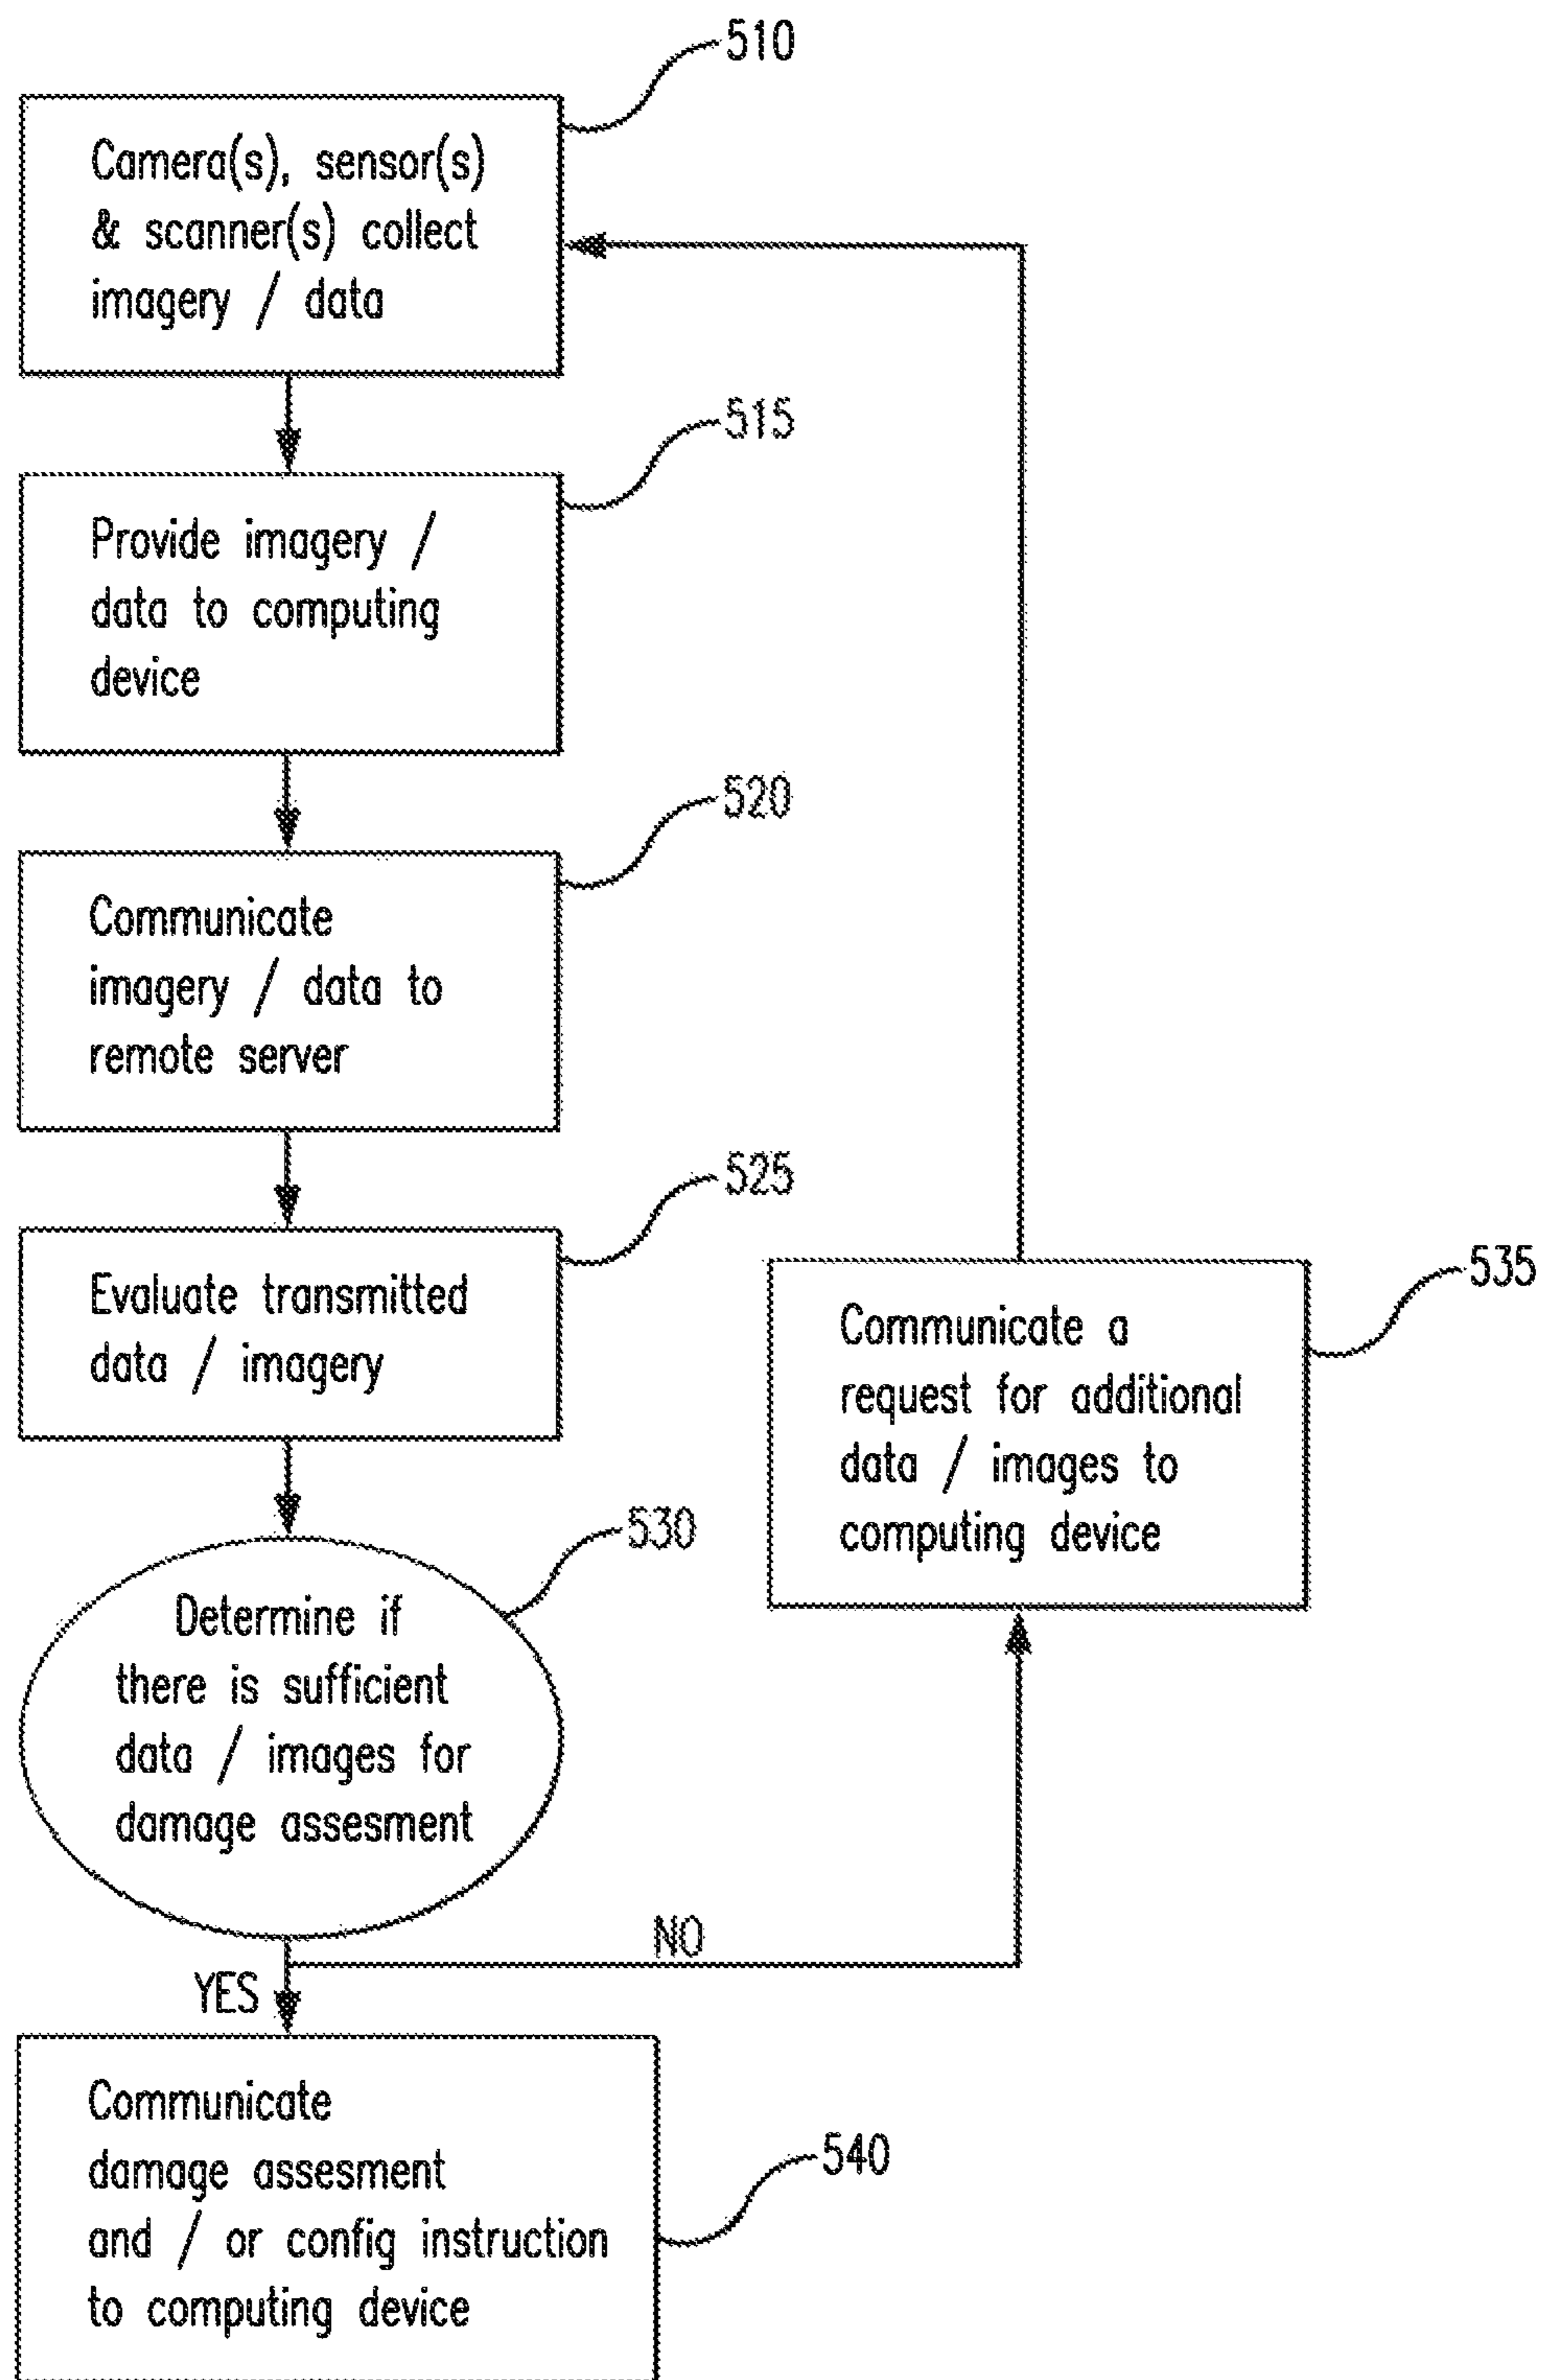 510
Camera(s), sensor(s)
& scanner(s) collect
imagery / data
515
Provide imagery /
data to computing
device
520
Communicate
imagery / data to
remote server
525
Evaluate transmitted
data / imagery
535
Communicate a
request for additional
data / images to
computing device
530
Determine if
there is sufficient
data / images for
damage assesment
NO
YES
Communicate
damage assesment
and / or config instruction
to computing device
540